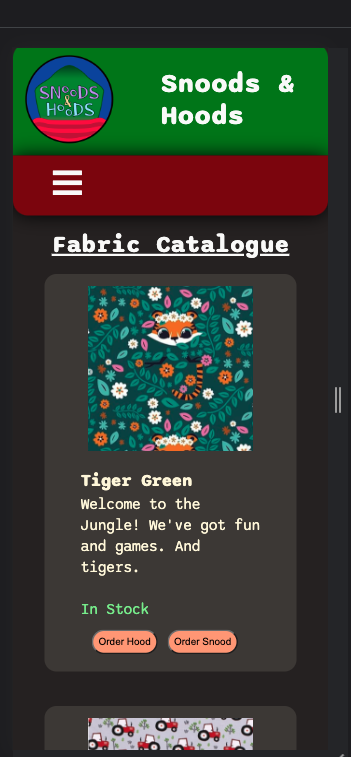 SNOODS
&
HOODS
Snoods &
Hoods
Fabric Catalogue
Tiger Green
Welcome to the
Jungle! We've got fun
and games. And
tigers.
In Stock
Order Hood Order Snood